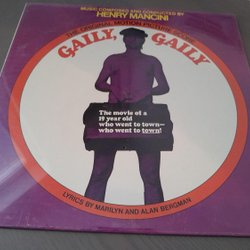 MUSIC COMPOSED AND CONDUCTED BY
HENRY MANCINI
THE ORIGINAL MOTION PICTURE SCORE
GAILY, GAILY
The movie of a
19 year old
who went to town—
who went to town!
LYRICS BY MARILYN AND ALAN BERGMAN